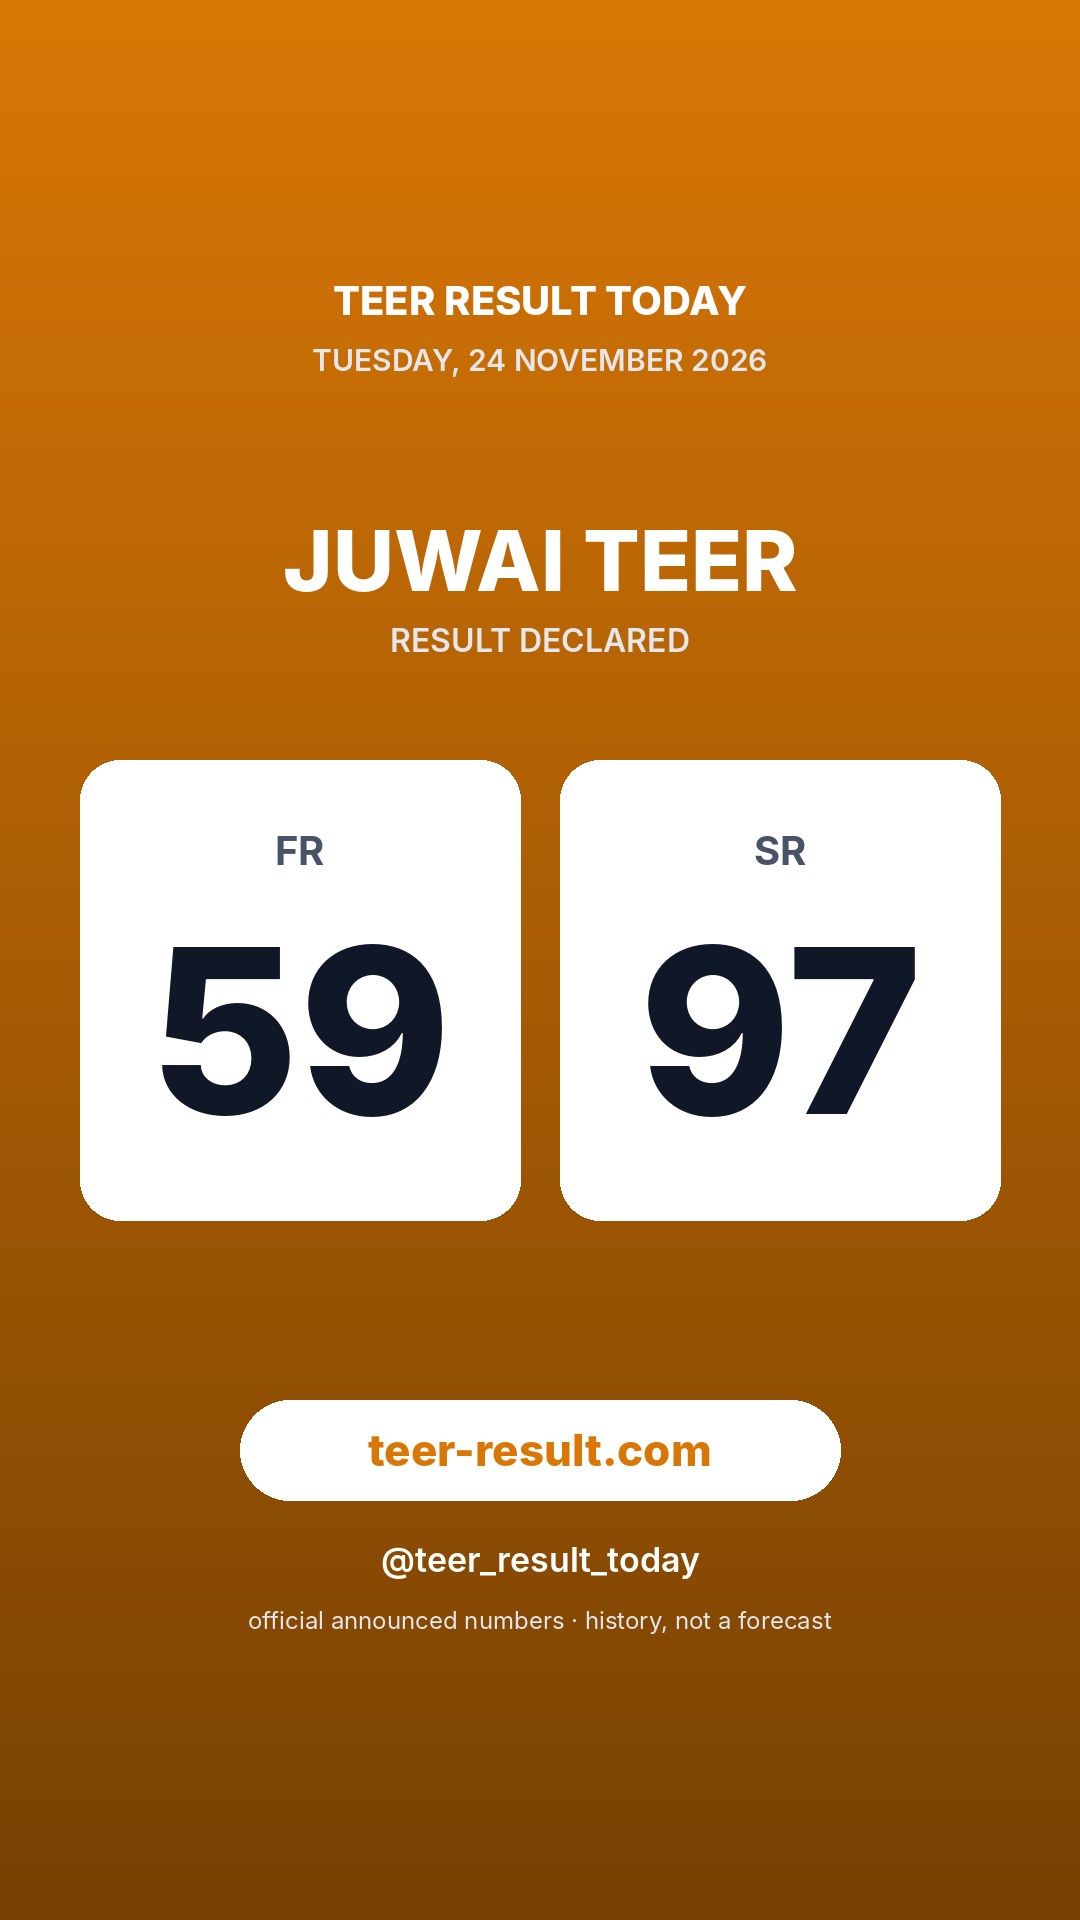 TEER RESULT TODAY
TUESDAY, 24 NOVEMBER 2026
JUWAI TEER
RESULT DECLARED
FR
59
SR
97
teer-result.com
@teer_result_today
official announced numbers · history, not a forecast